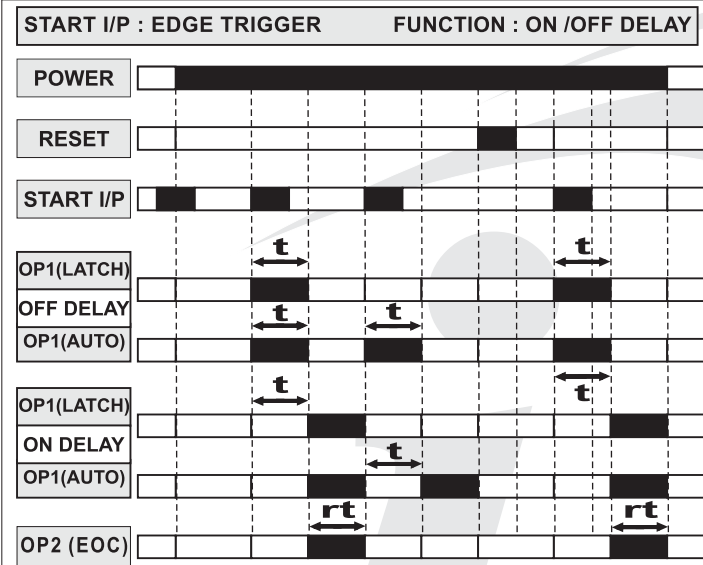 START I/P : EDGE TRIGGER FUNCTION : ON /OFF DELAY
POWER
RESET
START I/P
t t
OP1(LATCH)
OFF DELAY
t t
OP1(AUTO)
t t
OP1(LATCH)
ON DELAY
t
OP1(AUTO)
rt rt
OP2 (EOC)